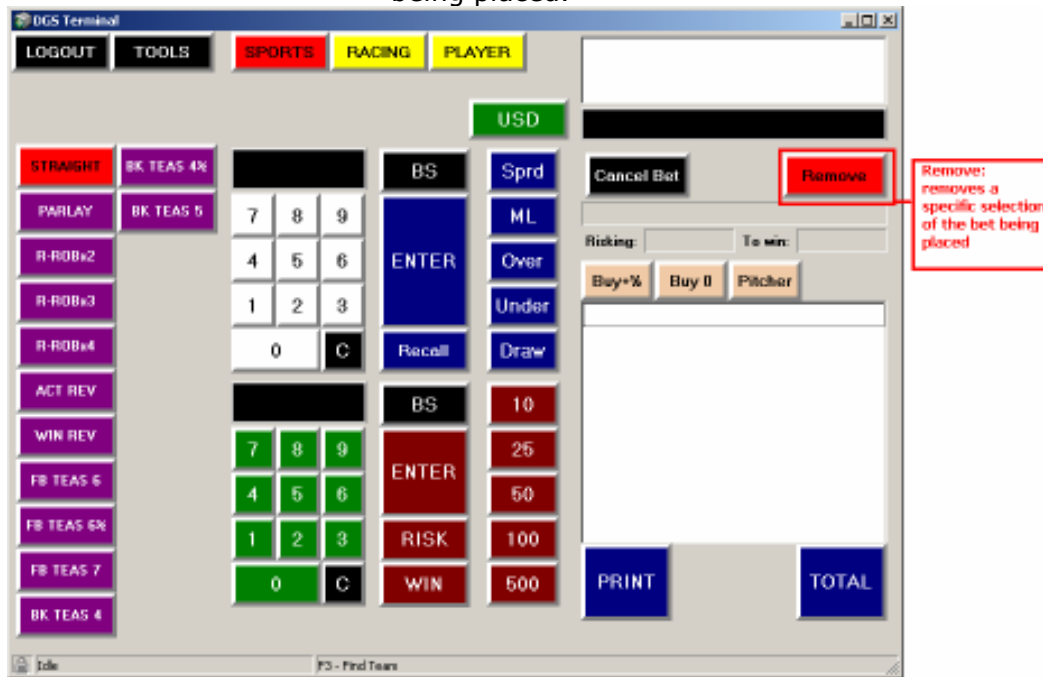 being placed.
DGS Terminal
LOGOUT TOOLS SPORTS RACING PLAYER
USD
STRAIGHT BK TEAS 4½ BS Sprd Cancel Bet Remove
PARLAY BK TEAS 5 7 8 9 ENTER ML
Risking: To win:
R-ROBx2 4 5 6 Over
Buy+½ Buy 0 Pitcher
R-ROBx3 1 2 3 Under
R-ROBx4 0 C Recall Draw
ACT REV BS 10
WIN REV 7 8 9 ENTER 25
FB TEAS 6 4 5 6 50
FB TEAS 6½ 1 2 3 RISK 100
FB TEAS 7 0 C WIN 500 PRINT TOTAL
BK TEAS 4
Idle F3 - Find Team
Remove:
removes a
specific selection
of the bet being
placed